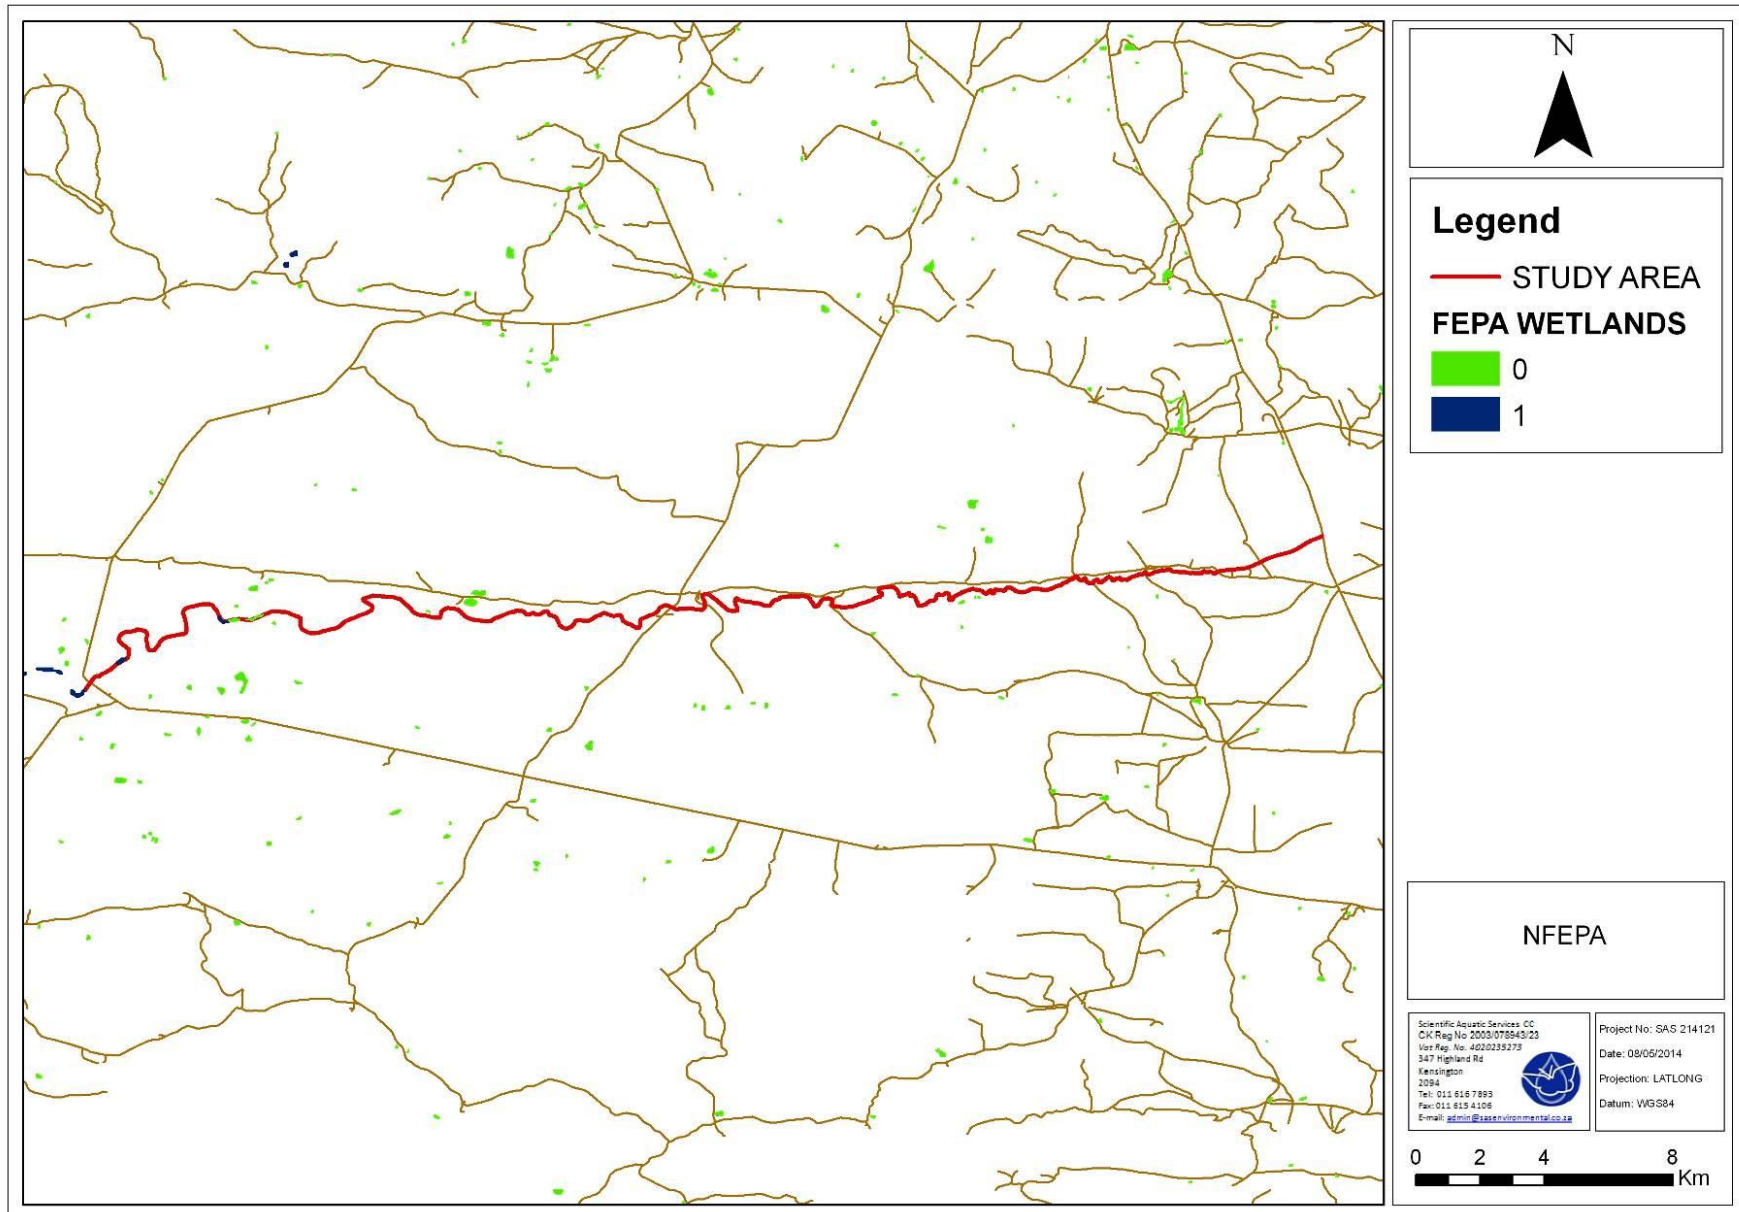 N
Legend
STUDY AREA
FEPA WETLANDS
0
1
NFEPA
Scientific Aquatic Services CC
CK Reg No 2003/078943/23
Vat Reg. No. 4020235273
347 Highland Rd
Kensington
2094
Tel: 011 616 7893
Fax: 011 615 4106
E-mail: admin@sasenvironmental.co.za
Project No: SAS 214121
Date: 08/05/2014
Projection: LATLONG
Datum: WGS84
0 2 4 8
Km